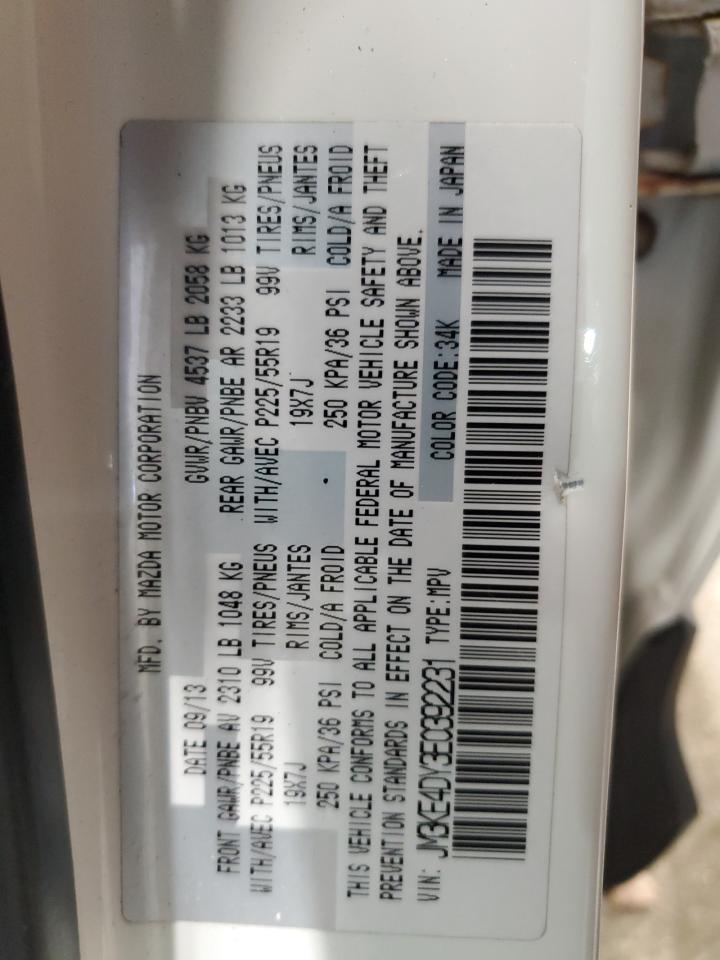 MFD. BY MAZDA MOTOR CORPORATION
DATE 09/13 GVWR/PNBV 4537 LB 2058 KG
FRONT GAWR/PNBE AV 2310 LB 1048 KG REAR GAWR/PNBE AR 2233 LB 1013 KG
WITH/AVEC P225/55R19 99V TIRES/PNEUS WITH/AVEC P225/55R19 99V TIRES/PNEUS
19X7J RIMS/JANTES 19X7J RIMS/JANTES
250 KPA/36 PSI COLD/A FROID 250 KPA/36 PSI COLD/A FROID
THIS VEHICLE CONFORMS TO ALL APPLICABLE FEDERAL MOTOR VEHICLE SAFETY AND THEFT
PREVENTION STANDARDS IN EFFECT ON THE DATE OF MANUFACTURE SHOWN ABOVE.
VIN: JM3KE4DY3E0392231 TYPE:MPV COLOR CODE:34K MADE IN JAPAN